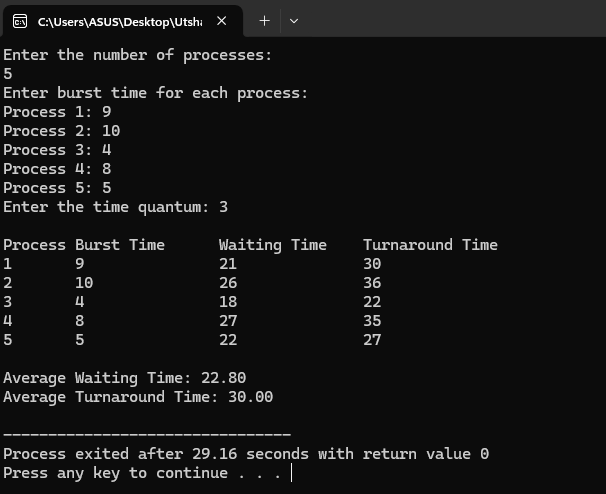 C:\Users\ASUS\Desktop\Utsha
Enter the number of processes:
5
Enter burst time for each process:
Process 1: 9
Process 2: 10
Process 3: 4
Process 4: 8
Process 5: 5
Enter the time quantum: 3
Process Burst Time Waiting Time Turnaround Time
1 9 21 30
2 10 26 36
3 4 18 22
4 8 27 35
5 5 22 27
Average Waiting Time: 22.80
Average Turnaround Time: 30.00
--------------------------------
Process exited after 29.16 seconds with return value 0
Press any key to continue . . .